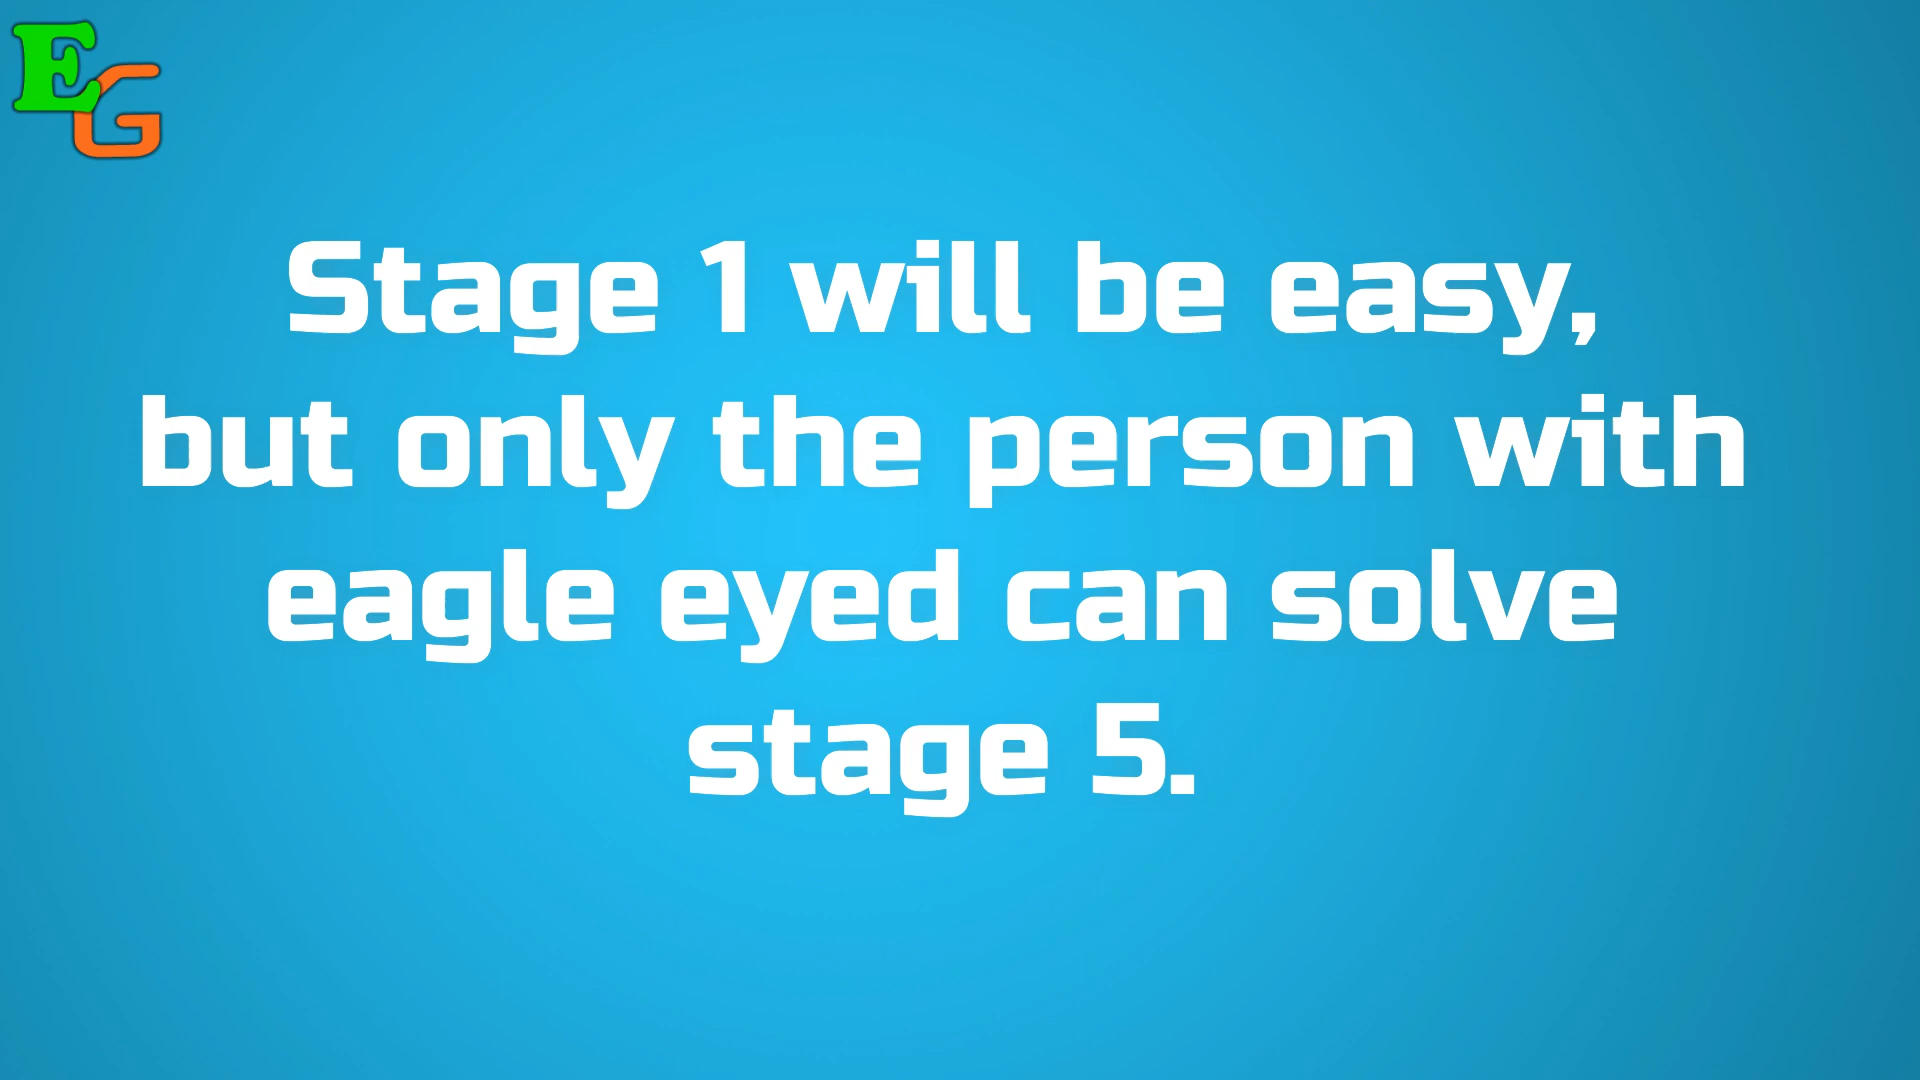 EG
Stage 1 will be easy,
but only the person with
eagle eyed can solve
stage 5.